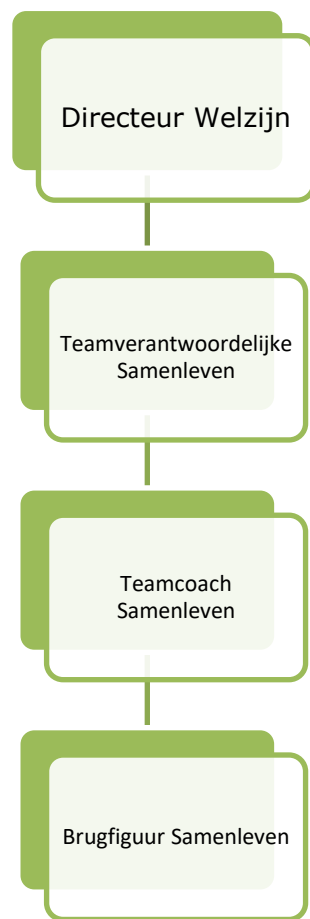 Directeur Welzijn
Teamverantwoordelijke
Samenleven
Teamcoach
Samenleven
Brugfiguur Samenleven